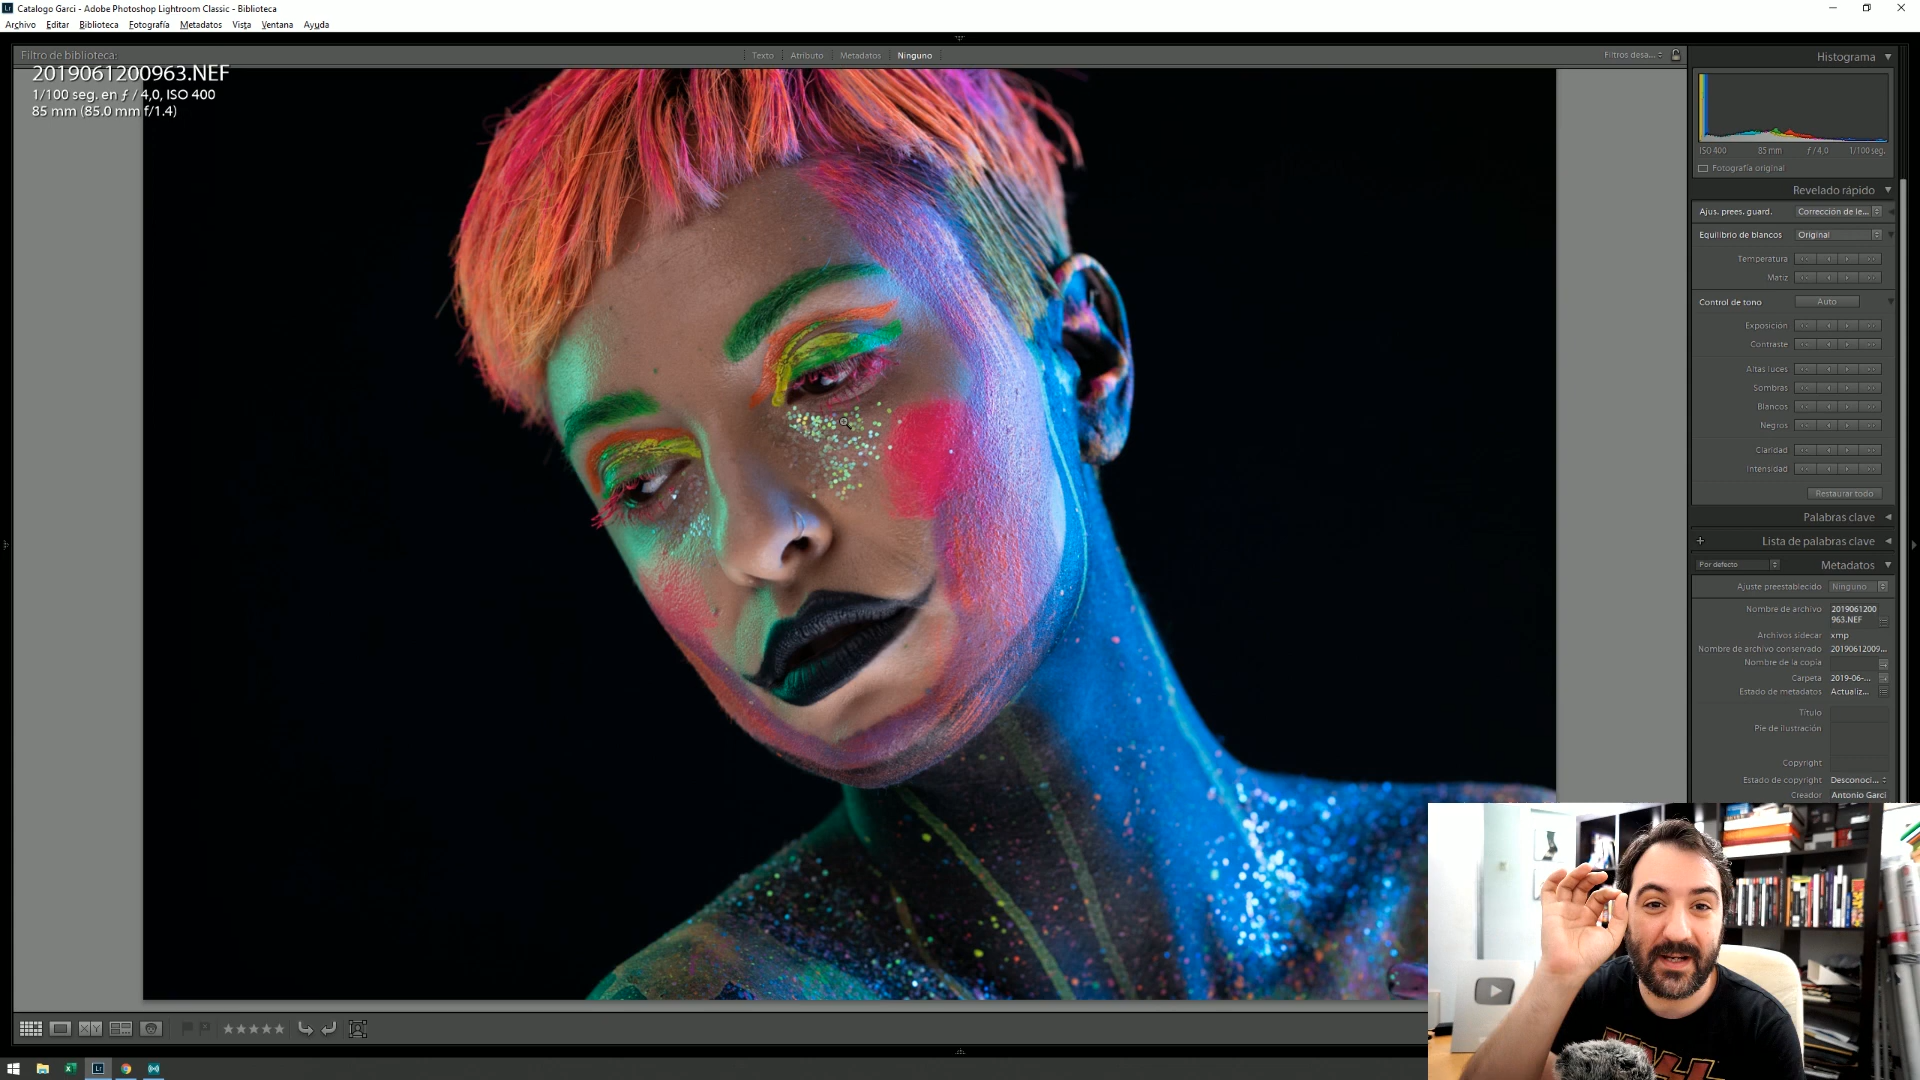 Catalogo Garci - Adobe Photoshop Lightroom Classic - Biblioteca
Archivo Editar Biblioteca Fotografía Metadatos Vista Ventana Ayuda
Filtro de biblioteca: Texto Atributo Metadatos Ninguno Filtros desa...
2019061200963.NEF
1/100 seg. en ƒ / 4,0, ISO 400
85 mm (85.0 mm f/1.4)
Histograma
ISO 400 85 mm ƒ / 4,0 1/100 seg.
Fotografía original
Revelado rápido
Ajus. prees. guard. Corrección de le...
Equilibrio de blancos Original
Temperatura
Matiz
Control de tono Auto
Exposición
Contraste
Altas luces
Sombras
Blancos
Negros
Claridad
Intensidad
Restaurar todo
Palabras clave
Lista de palabras clave
Por defecto Metadatos
Ajuste preestablecido Ninguno
Nombre de archivo 2019061200
963.NEF
Archivos sidecar xmp
Nombre de archivo conservado 20190612009...
Nombre de la copia
Carpeta 2019-06-...
Estado de metadatos Actualiz...
Título
Pie de ilustración
Copyright
Estado de copyright Desconoci...
Creador Antonio Garci